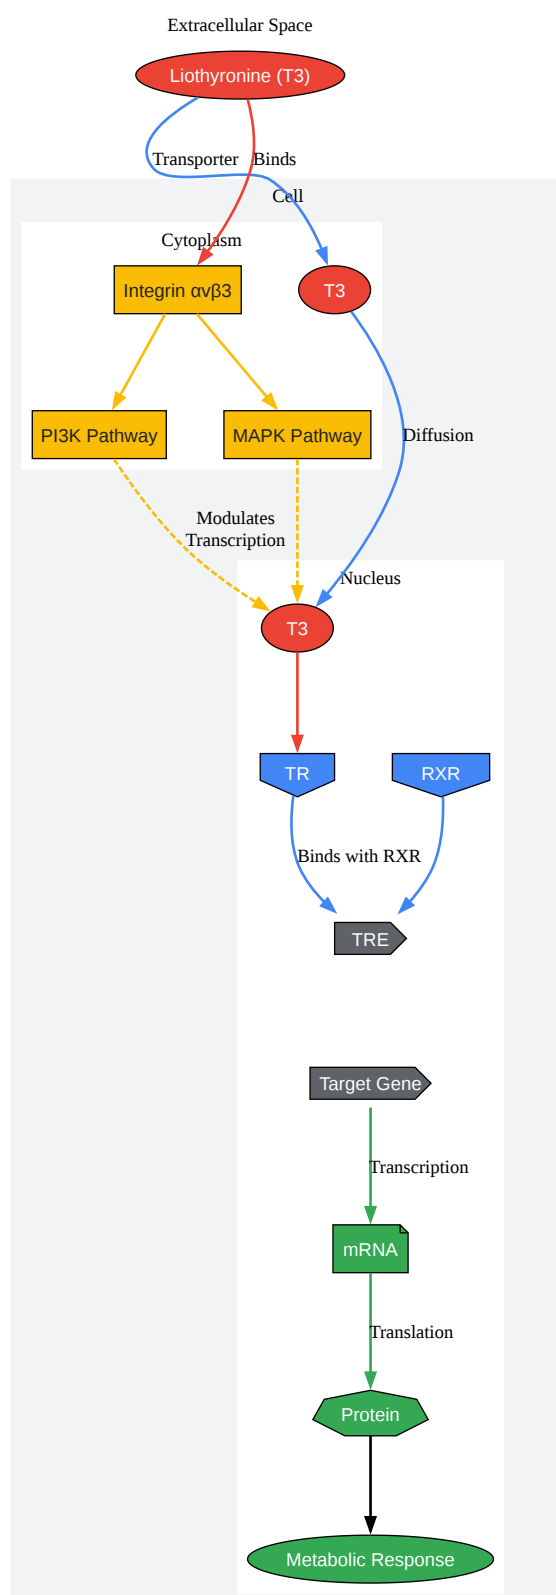 Extracellular Space
Liothyronine (T3)
Transporter
Binds
Cell
Cytoplasm
Integrin αvβ3
T3
PI3K Pathway
MAPK Pathway
Diffusion
Modulates
Transcription
Nucleus
T3
TR
RXR
Binds with RXR
TRE
Target Gene
Transcription
mRNA
Translation
Protein
Metabolic Response